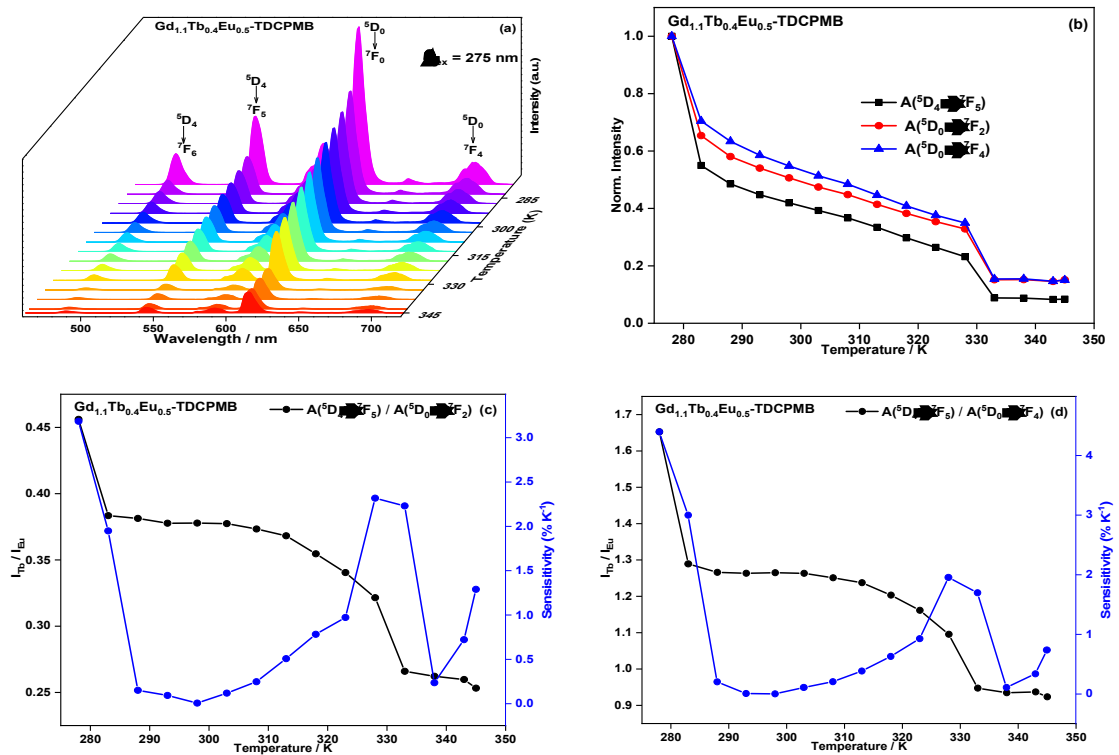 Gd1.1Tb0.4Eu0.5-TDCPMB
(a)
5D0
7F0
ex = 275 nm
5D4
7F5
5D4
7F6
5D0
7F4
Intensity (a.u.)
285
300
315
330
345
Temperature (K)
500 550 600 650 700
Wavelength / nm
Gd1.1Tb0.4Eu0.5-TDCPMB
(b)
A(5D4 7F5)
A(5D0 7F2)
A(5D0 7F4)
1.0
0.8
0.6
0.4
0.2
0.0
Norm. Intensity
280 290 300 310 320 330 340 350
Temperature / K
Gd1.1Tb0.4Eu0.5-TDCPMB
A(5D4 7F5) / A(5D0 7F2) (c)
0.45
0.40
0.35
0.30
0.25
ITb / IEu
3.0
2.5
2.0
1.5
1.0
0.5
0.0
Sensisitivity (% K-1)
280 290 300 310 320 330 340 350
Temperature / K
Gd1.1Tb0.4Eu0.5-TDCPMB
A(5D 7F5) / A(5D0 7F4) (d)
1.7
1.6
1.5
1.4
1.3
1.2
1.1
1.0
0.9
ITb / IEu
4
3
2
1
0
Sensisitivity (% K-1)
280 290 300 310 320 330 340 350
Temperature / K